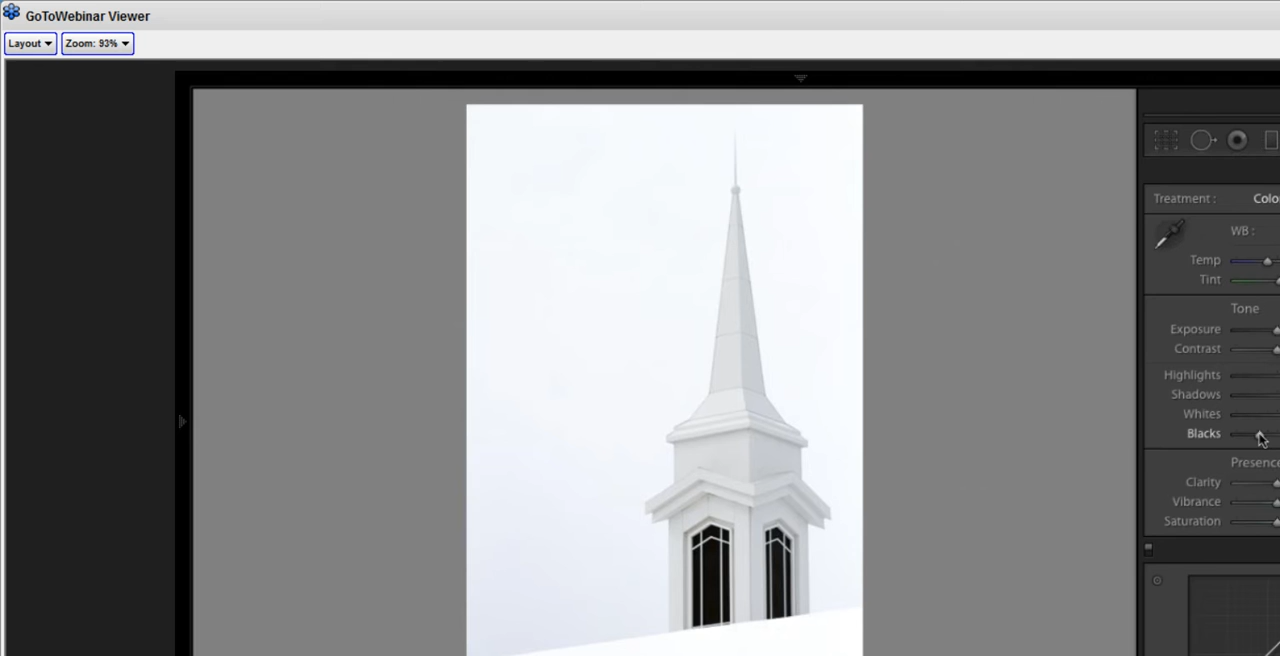 GoToWebinar Viewer
Layout Zoom: 93%
Treatment :
WB :
Temp
Tint
Tone
Exposure
Contrast
Highlights
Shadows
Whites
Blacks
Presence
Clarity
Vibrance
Saturation